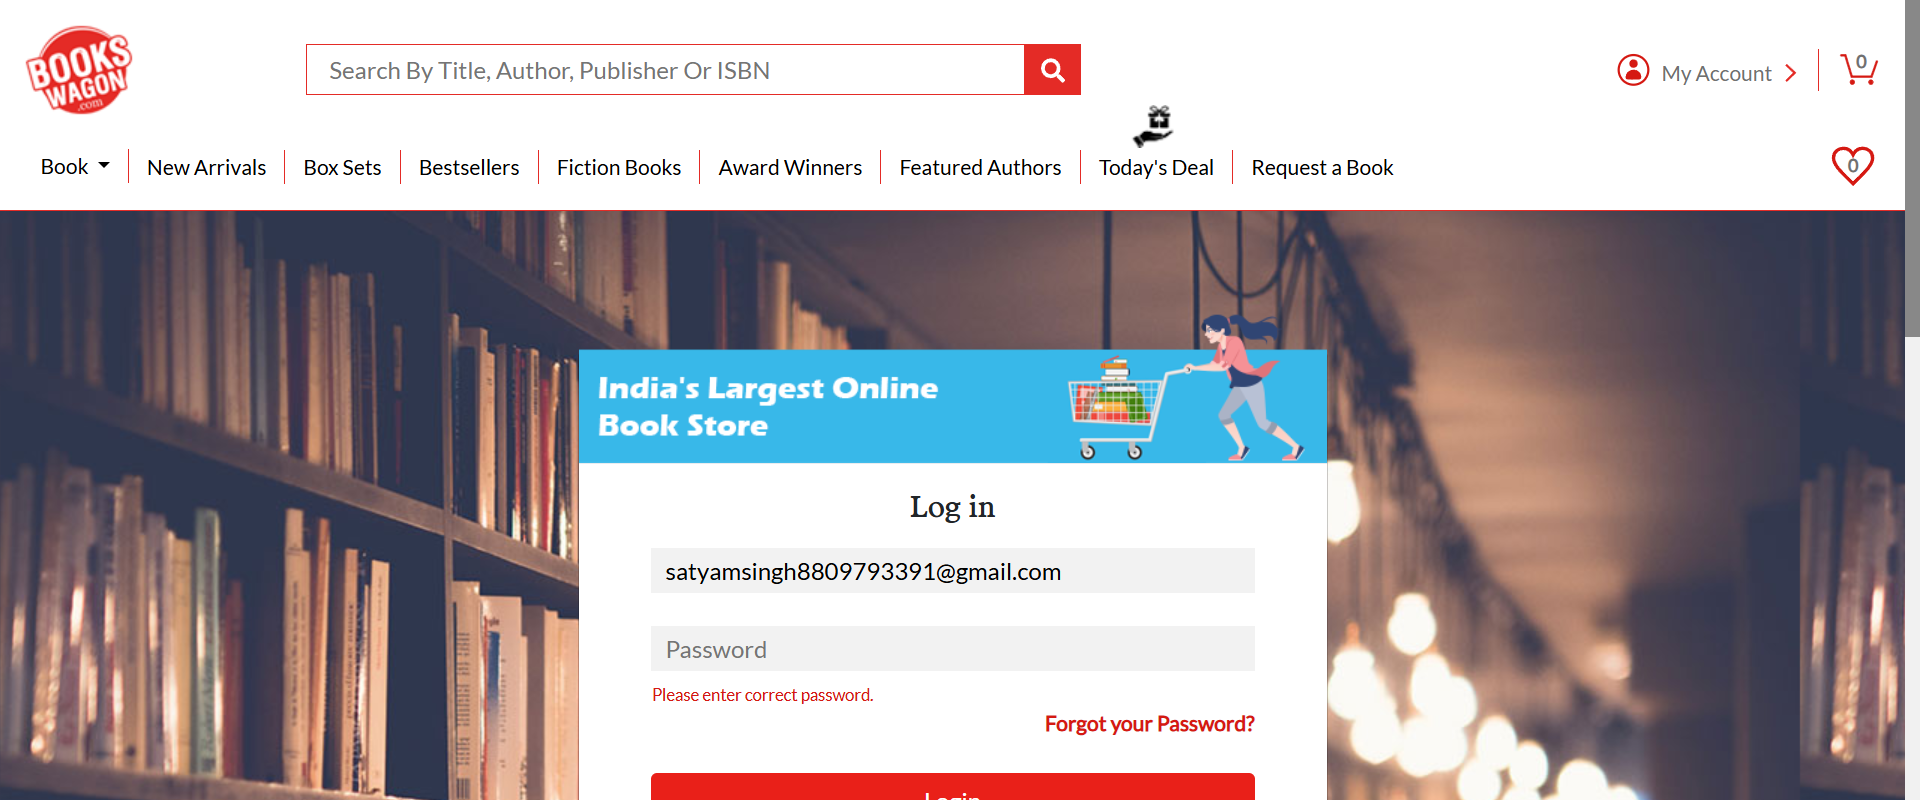 BOOKS
WAGON
.com
Search By Title, Author, Publisher Or ISBN
My Account
0
Book
New Arrivals
Box Sets
Bestsellers
Fiction Books
Award Winners
Featured Authors
Today's Deal
Request a Book
0
India's Largest Online
Book Store
Log in
satyamsingh8809793391@gmail.com
Password
Please enter correct password.
Forgot your Password?
Login